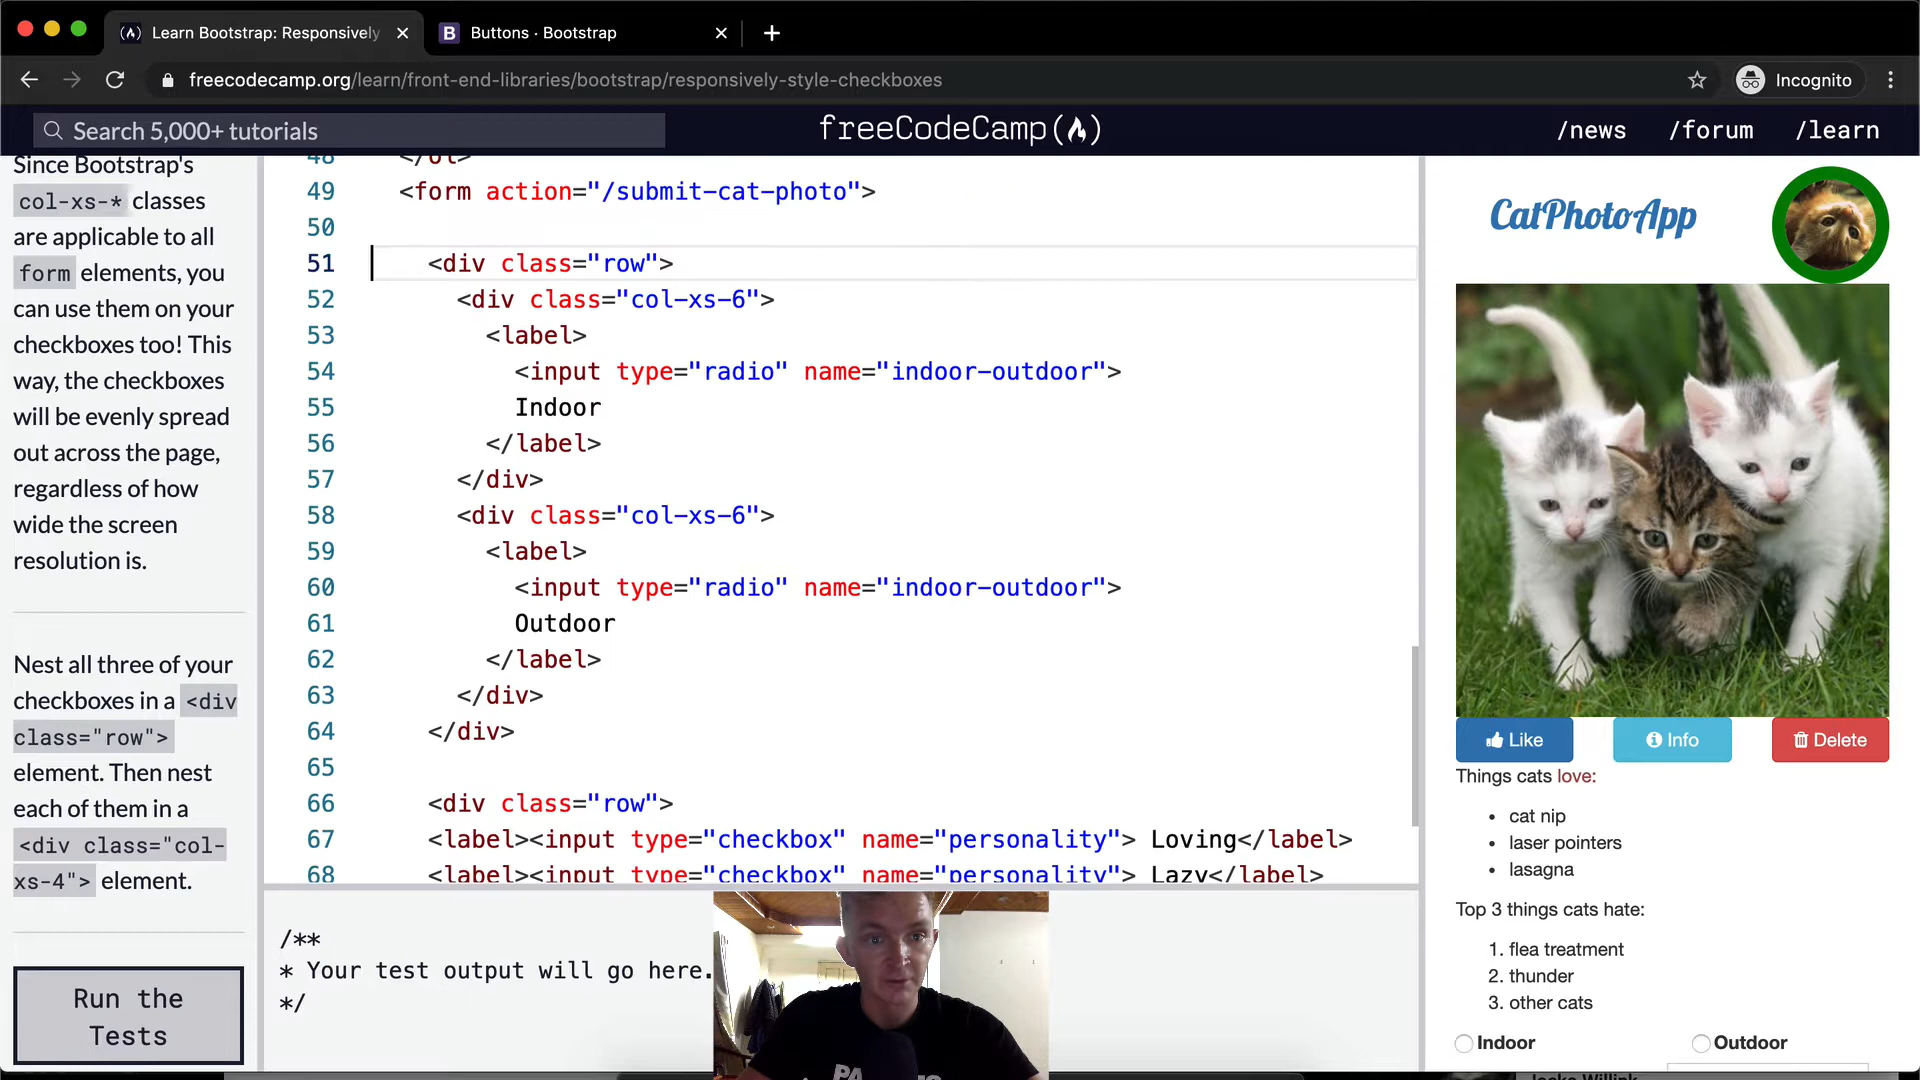 Learn Bootstrap: Responsively
Buttons · Bootstrap
freecodecamp.org/learn/front-end-libraries/bootstrap/responsively-style-checkboxes
Incognito
Search 5,000+ tutorials
freeCodeCamp
/news /forum /learn
Since Bootstrap's
col-xs-* classes
are applicable to all
form elements, you
can use them on your
checkboxes too! This
way, the checkboxes
will be evenly spread
out across the page,
regardless of how
wide the screen
resolution is.
Nest all three of your
checkboxes in a <div
class="row">
element. Then nest
each of them in a
<div class="col-
xs-4"> element.
Run the
Tests
48 </ol>
49 <form action="/submit-cat-photo">
50
51 <div class="row">
52 <div class="col-xs-6">
53 <label>
54 <input type="radio" name="indoor-outdoor">
55 Indoor
56 </label>
57 </div>
58 <div class="col-xs-6">
59 <label>
60 <input type="radio" name="indoor-outdoor">
61 Outdoor
62 </label>
63 </div>
64 </div>
65
66 <div class="row">
67 <label><input type="checkbox" name="personality"> Loving</label>
68 <label><input type="checkbox" name="personality"> Lazy</label>
/**
* Your test output will go here.
*/
CatPhotoApp
Like
Info
Delete
Things cats love:
• cat nip
• laser pointers
• lasagna
Top 3 things cats hate:
1. flea treatment
2. thunder
3. other cats
Indoor
Outdoor